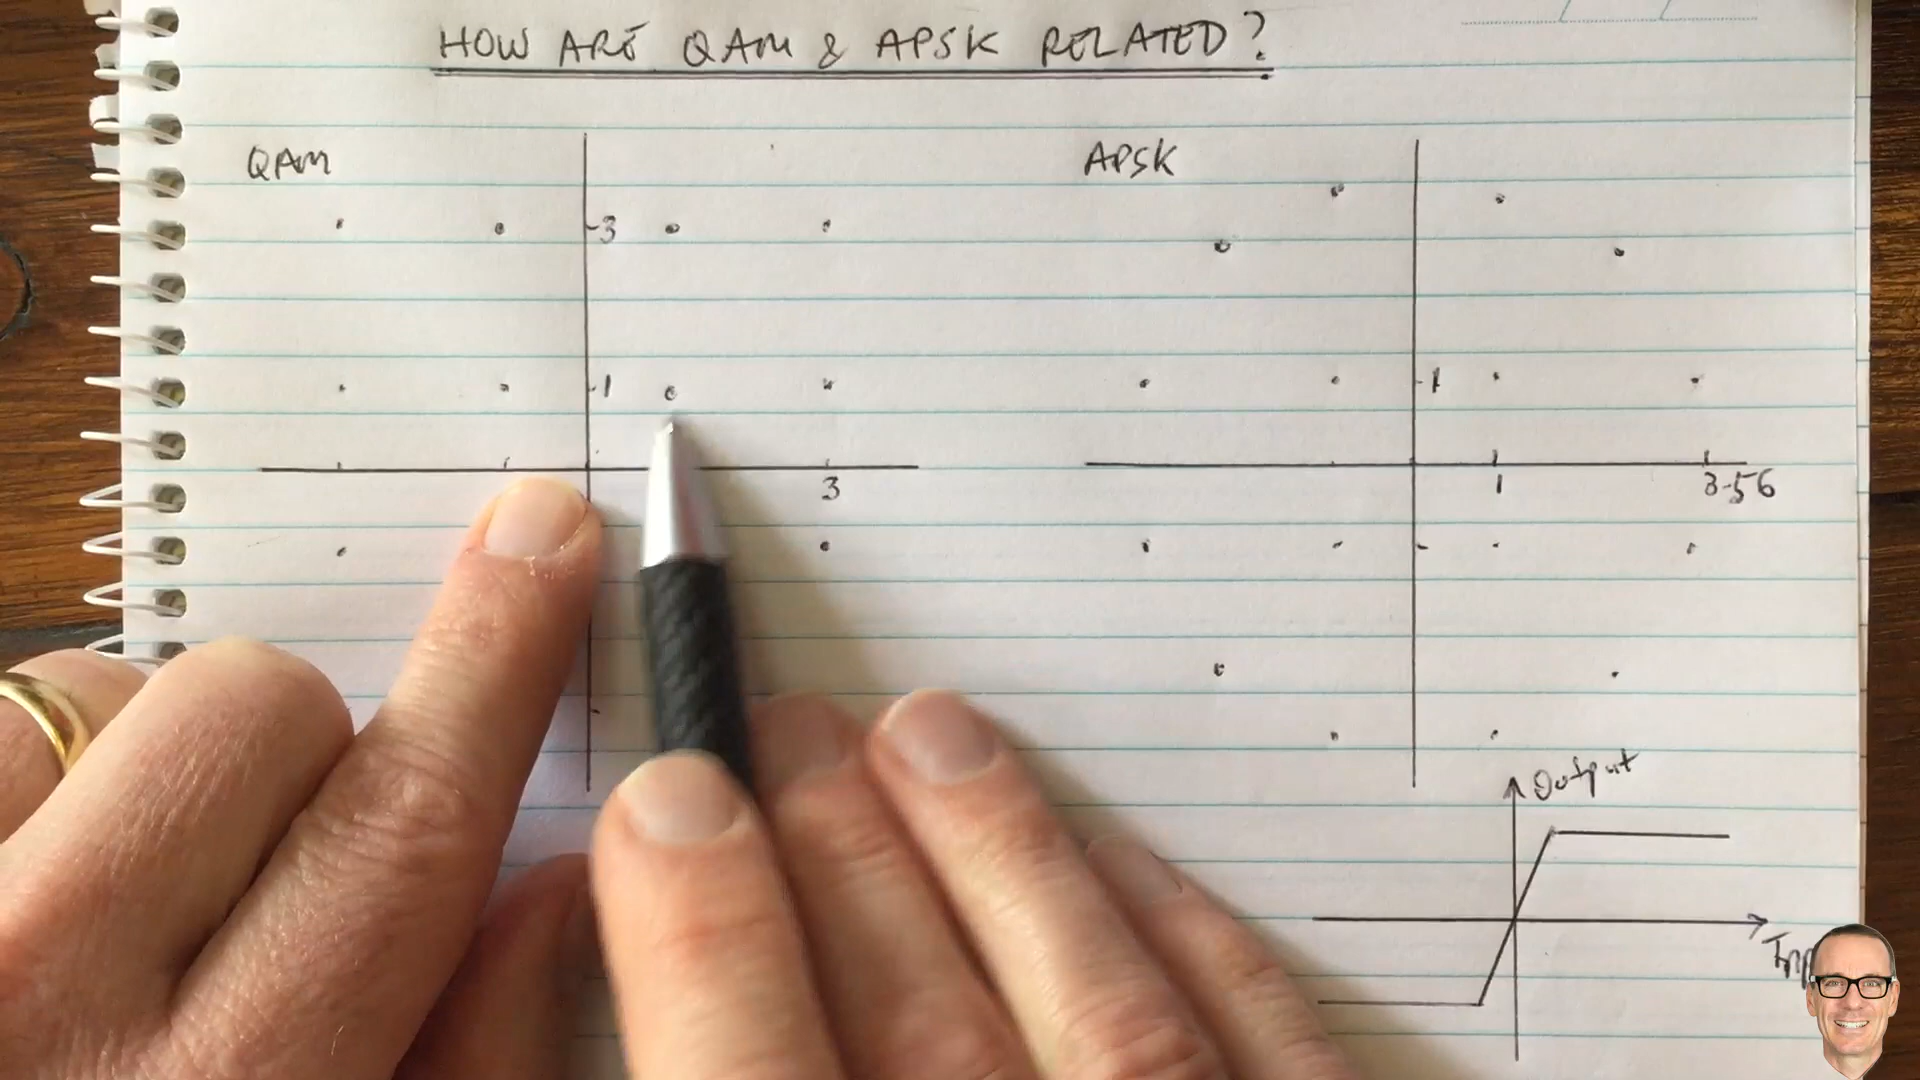 HOW ARE QAM & APSK RELATED?
QAM
APSK
3
1
1
3
1
3.56
Output